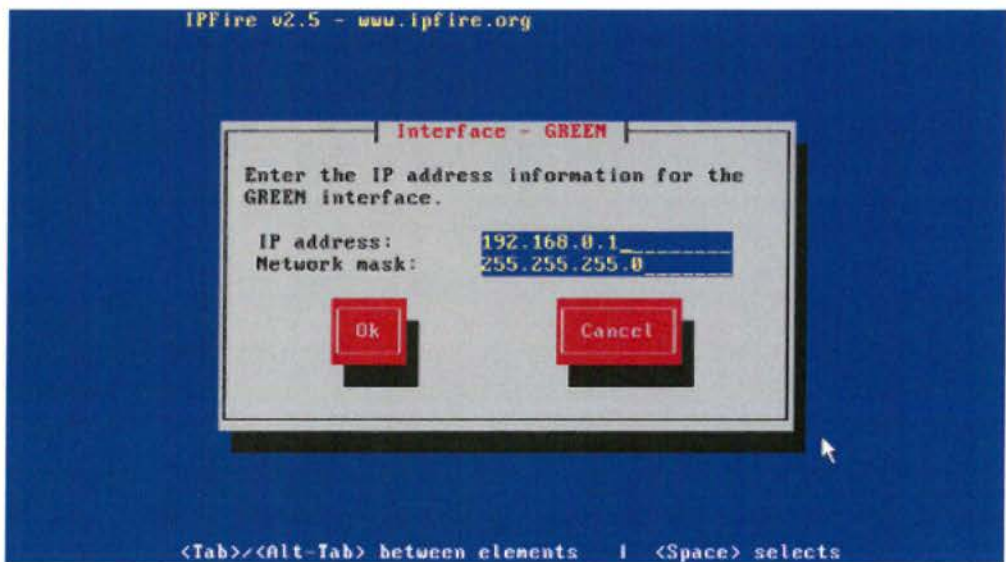 IPFire v2.5 - www.ipfire.org
Interface - GREEN
Enter the IP address information for the
GREEN interface.
IP address: 192.168.0.1
Network mask: 255.255.255.0
Ok Cancel
<Tab>/<Alt-Tab> between elements | <Space> selects